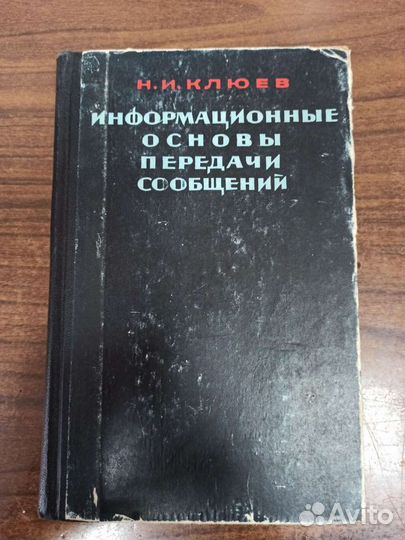 Н.И.КЛЮЕВ
ИНФОРМАЦИОННЫЕ
ОСНОВЫ
ПЕРЕДАЧИ
СООБЩЕНИЙ
Avito